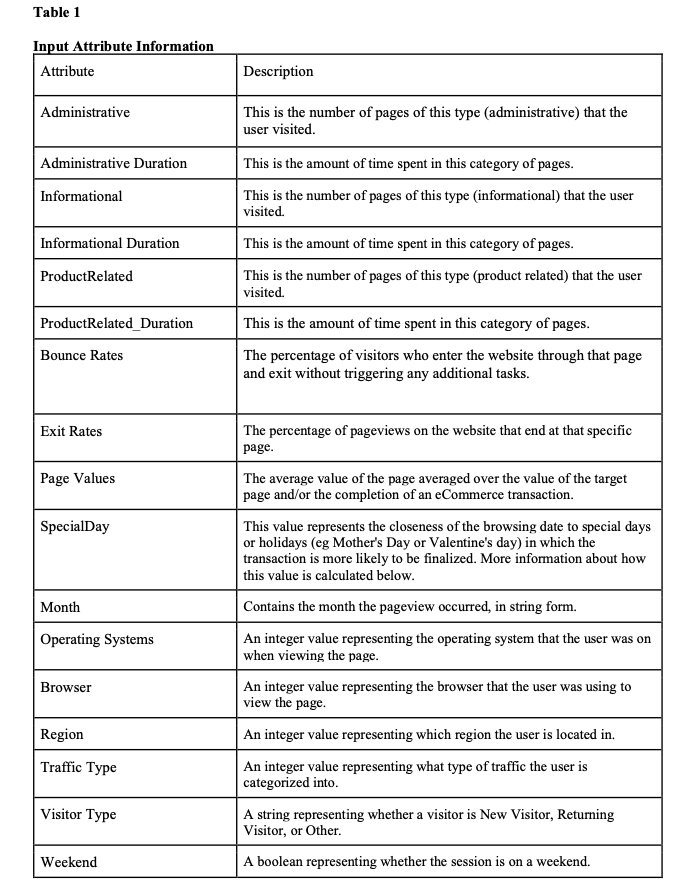 Table 1
Input Attribute Information
Attribute
Description
Administrative
This is the number of pages of this type (administrative) that the
user visited.
Administrative Duration
This is the amount of time spent in this category of pages.
Informational
This is the number of pages of this type (informational) that the user
visited.
Informational Duration
This is the amount of time spent in this category of pages.
ProductRelated
This is the number of pages of this type (product related) that the user
visited.
ProductRelated_Duration
This is the amount of time spent in this category of pages.
Bounce Rates
The percentage of visitors who enter the website through that page
and exit without triggering any additional tasks.
Exit Rates
The percentage of pageviews on the website that end at that specific
page.
Page Values
The average value of the page averaged over the value of the target
page and/or the completion of an eCommerce transaction.
SpecialDay
This value represents the closeness of the browsing date to special days
or holidays (eg Mother's Day or Valentine's day) in which the
transaction is more likely to be finalized. More information about how
this value is calculated below.
Month
Contains the month the pageview occurred, in string form.
Operating Systems
An integer value representing the operating system that the user was on
when viewing the page.
Browser
An integer value representing the browser that the user was using to
view the page.
Region
An integer value representing which region the user is located in.
Traffic Type
An integer value representing what type of traffic the user is
categorized into.
Visitor Type
A string representing whether a visitor is New Visitor, Returning
Visitor, or Other.
Weekend
A boolean representing whether the session is on a weekend.